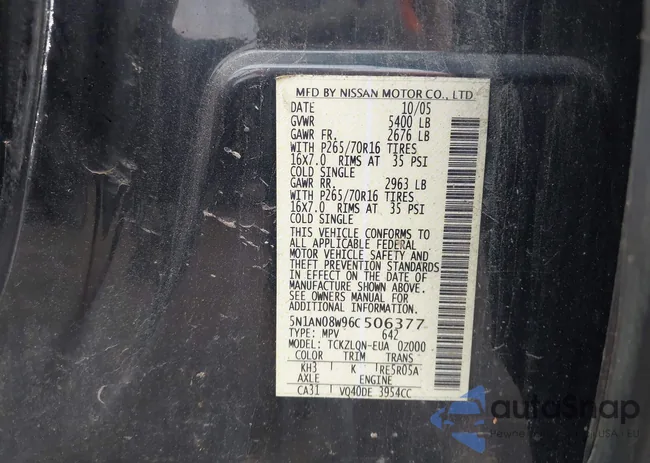 MFD BY NISSAN MOTOR CO., LTD.
DATE 10/05
GVWR 5400 LB
GAWR FR. 2676 LB
WITH P265/70R16 TIRES
16X7.0 RIMS AT 35 PSI
COLD SINGLE
GAWR RR. 2963 LB
WITH P265/70R16 TIRES
16X7.0 RIMS AT 35 PSI
COLD SINGLE
THIS VEHICLE CONFORMS TO
ALL APPLICABLE FEDERAL
MOTOR VEHICLE SAFETY AND
THEFT PREVENTION STANDARDS
IN EFFECT ON THE DATE OF
MANUFACTURE SHOWN ABOVE.
SEE OWNERS MANUAL FOR
ADDITIONAL INFORMATION.
5N1AN08W96C506377
TYPE: MPV 642
MODEL: TCKZLQN-EUA 0Z000
COLOR TRIM TRANS
KH3 K RE5R05A
AXLE ENGINE
CA31 VQ40DE 3954CC
autoSnap
USA - EU